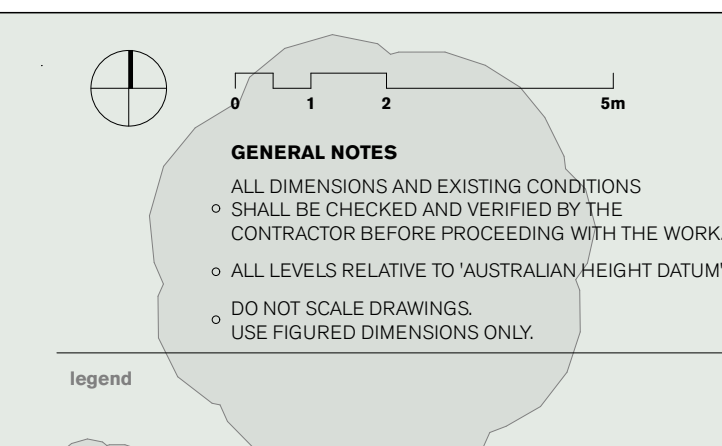 0 1 2 5m
GENERAL NOTES
ALL DIMENSIONS AND EXISTING CONDITIONS
SHALL BE CHECKED AND VERIFIED BY THE
CONTRACTOR BEFORE PROCEEDING WITH THE WORK.
ALL LEVELS RELATIVE TO 'AUSTRALIAN HEIGHT DATUM'
DO NOT SCALE DRAWINGS.
USE FIGURED DIMENSIONS ONLY.
legend